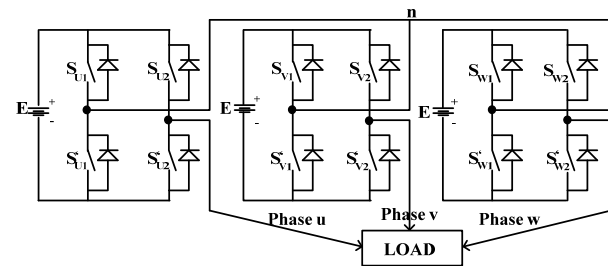 n
S_U1 S_U2 S_V1 S_V2 S_W1 S_W2
E + - E + - E + -
S'_U1 S'_U2 S'_V1 S'_V2 S'_W1 S'_W2
Phase u Phase v Phase w
LOAD